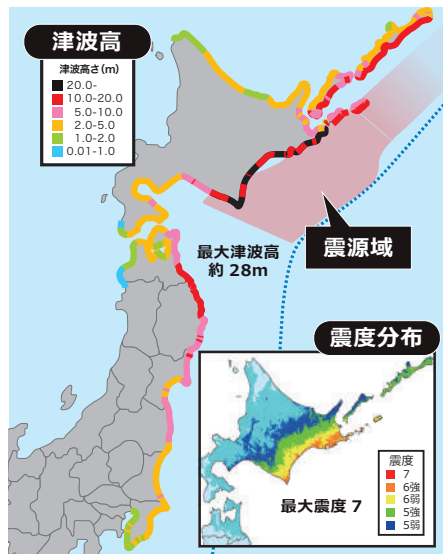 津波高
津波高さ(m)
20.0-
10.0-20.0
5.0-10.0
2.0-5.0
1.0-2.0
0.01-1.0
震源域
最大津波高
約 28m
震度分布
最大震度 7
震度
7
6強
6弱
5強
5弱